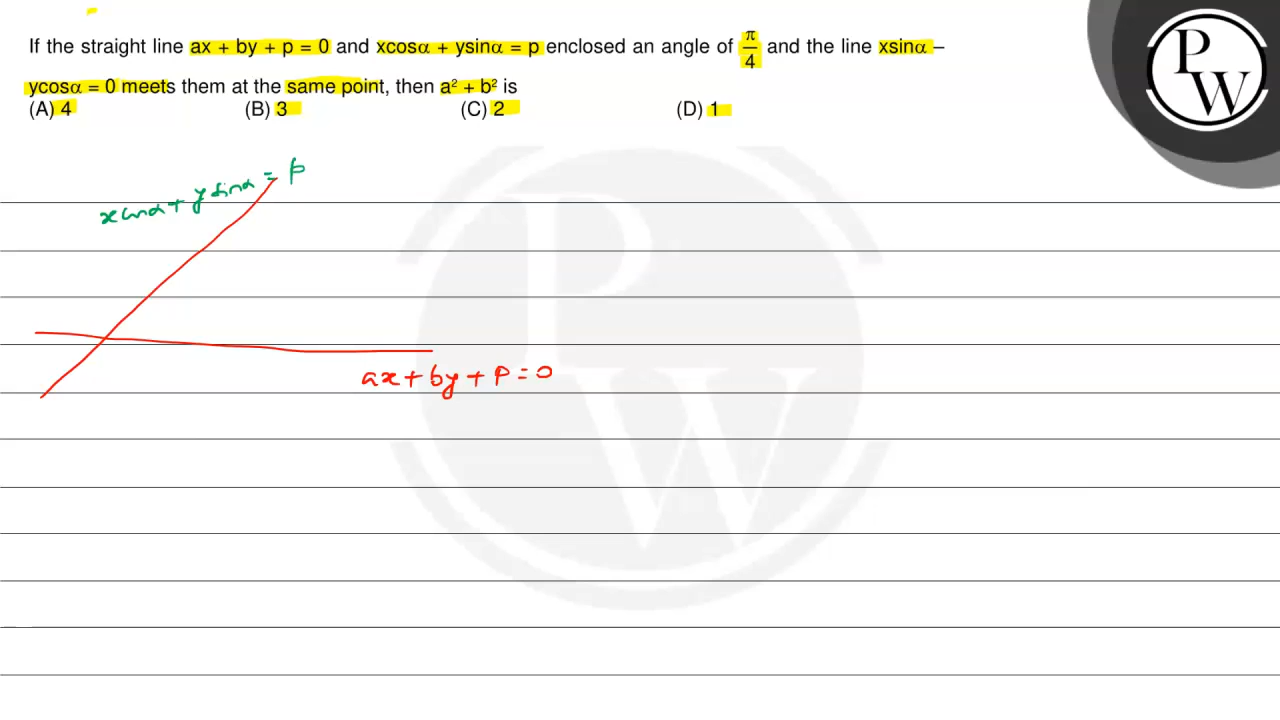 If the straight line ax + by + p = 0 and xcosα + ysinα = p enclosed an angle of π/4 and the line xsinα –
ycosα = 0 meets them at the same point, then a² + b² is
(A) 4 (B) 3 (C) 2 (D) 1
P
W
x cosα + y sinα = p
ax + by + p = 0
P
W